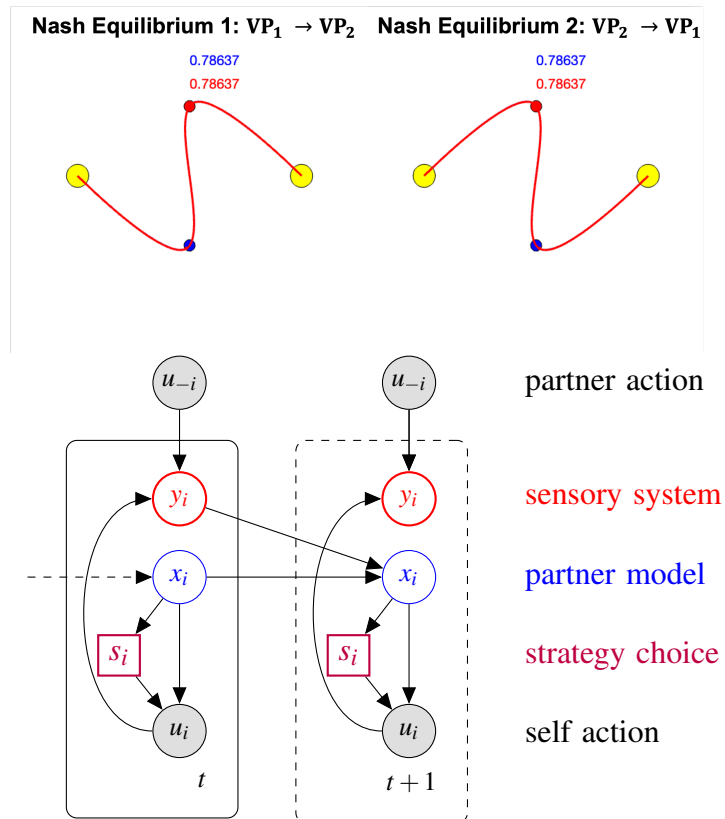 Nash Equilibrium 1: VP₁ → VP₂
Nash Equilibrium 2: VP₂ → VP₁
0.78637
0.78637
0.78637
0.78637
u₋ᵢ
u₋ᵢ
partner action
yᵢ
yᵢ
sensory system
xᵢ
xᵢ
partner model
sᵢ
sᵢ
strategy choice
uᵢ
uᵢ
self action
t
t + 1